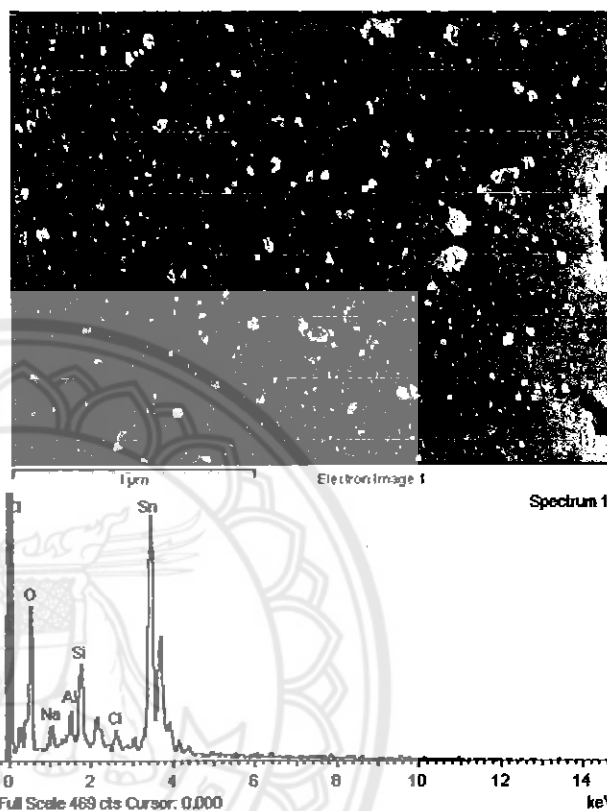 1µm
Electron Image 1
Spectrum 1
Sn
O
Si
Al
Na
Cl
0 2 4 6 8 10 12 14
Full Scale 469 cts Cursor: 0.000
keV